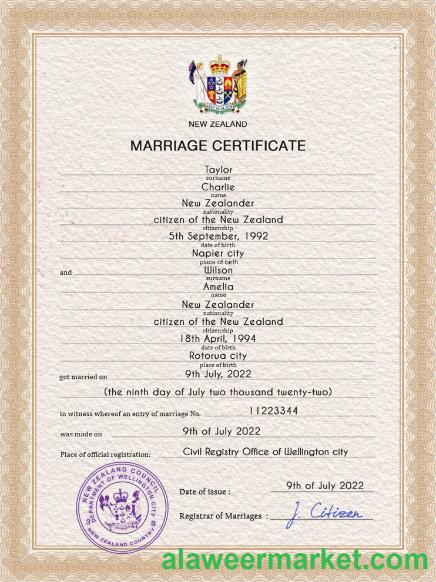 NEW ZEALAND
MARRIAGE CERTIFICATE
Taylor
surname
Charlie
name
New Zealander
nationality
citizen of the New Zealand
citizenship
5th September, 1992
date of birth
Napier city
place of birth
and Wilson
surname
Amelia
name
New Zealander
nationality
citizen of the New Zealand
citizenship
18th April, 1994
date of birth
Rotorua city
place of birth
got married on 9th July, 2022
(the ninth day of July two thousand twenty-two)
in witness whereof an entry of marriage No. 11223344
was made on 9th of July 2022
Place of official registration: Civil Registry Office of Wellington city
NEW ZEALAND COUNCIL
DEPARTMENT OF WELLINGTON CITY
NEW ZEALAND COUNTRY
Date of issue : 9th of July 2022
Registrar of Marriages : J. Citizen
alaweermarket.com